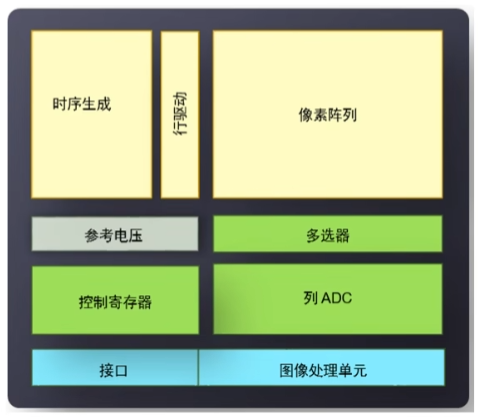 时序生成
行驱动
像素阵列
参考电压
多选器
控制寄存器
列 ADC
接口
图像处理单元